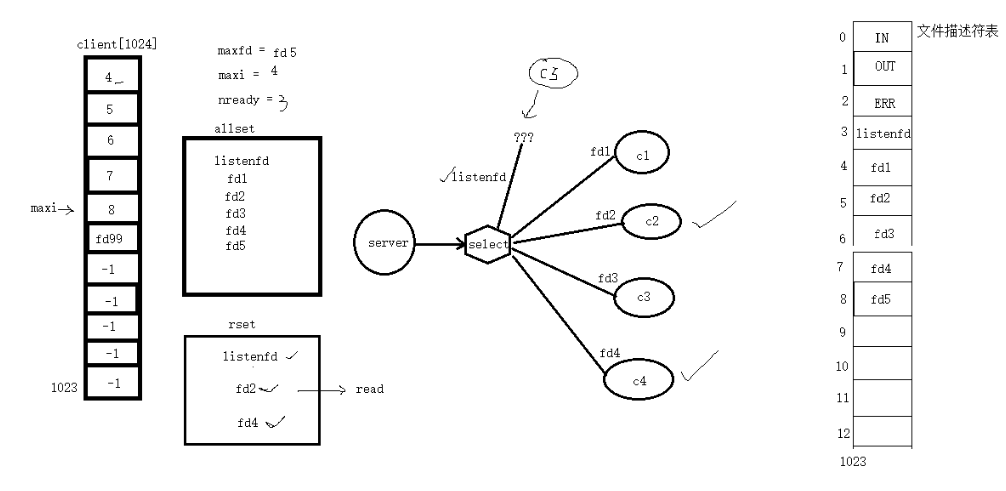 client[1024]
4
5
6
7
8
fd99
-1
-1
-1
-1
-1
maxi
1023
maxfd = fd5
maxi = 4
nready = 3
allset
listenfd
fd1
fd2
fd3
fd4
fd5
rset
listenfd
fd2
read
fd4
server
select
listenfd
???
C5
fd1
c1
fd2
c2
fd3
c3
fd4
c4
文件描述符表
0 IN
1 OUT
2 ERR
3 listenfd
4 fd1
5 fd2
6 fd3
7 fd4
8 fd5
9
10
11
12
1023